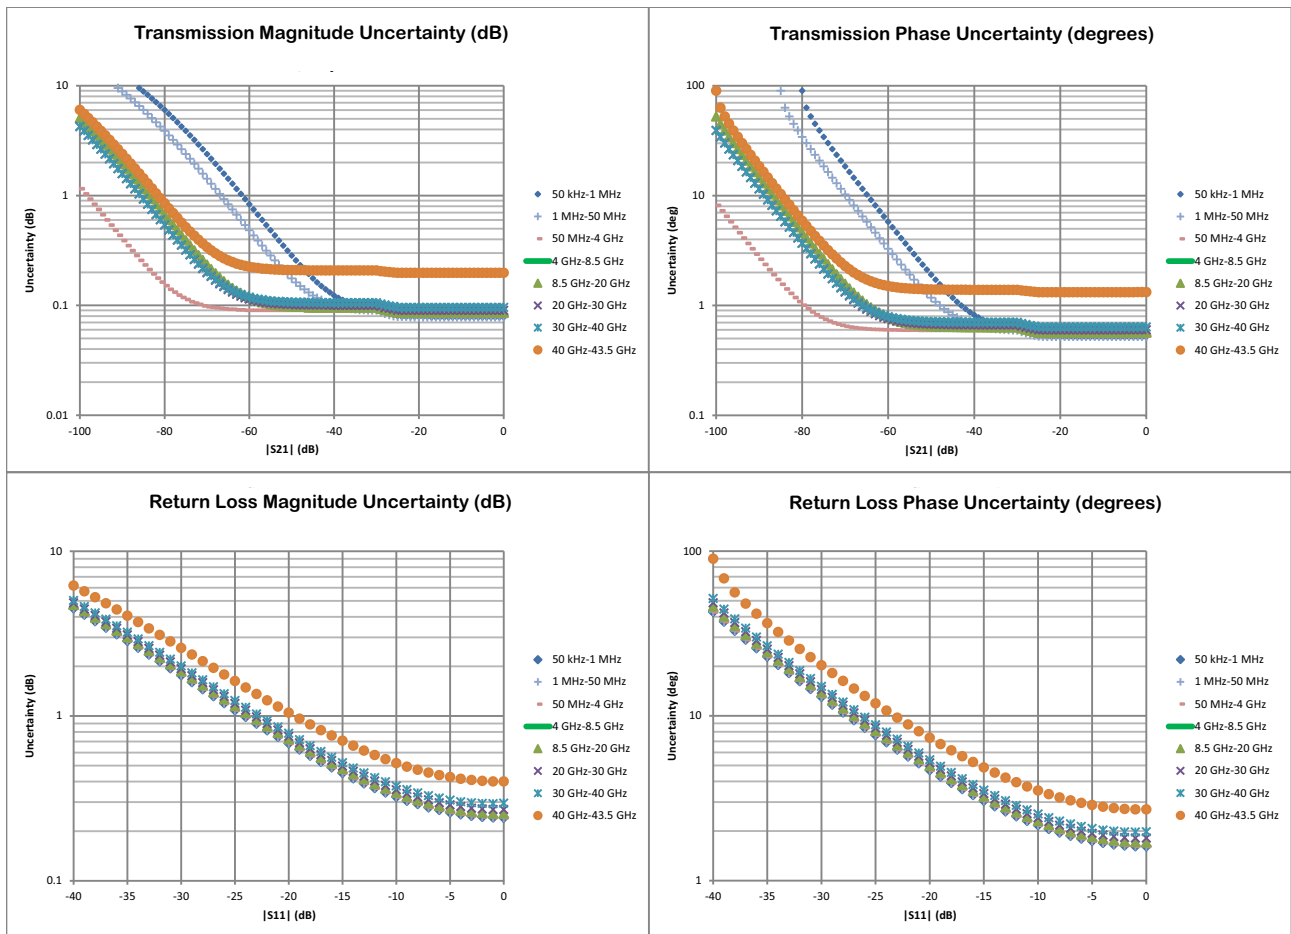 Transmission Magnitude Uncertainty (dB)
10
1
0.1
0.01
Uncertainty (dB)
-100
-80
-60
-40
-20
0
|S21| (dB)
50 kHz-1 MHz
1 MHz-50 MHz
50 MHz-4 GHz
4 GHz-8.5 GHz
8.5 GHz-20 GHz
20 GHz-30 GHz
30 GHz-40 GHz
40 GHz-43.5 GHz
Transmission Phase Uncertainty (degrees)
100
10
1
0.1
Uncertainty (deg)
-100
-80
-60
-40
-20
0
|S21| (dB)
50 kHz-1 MHz
1 MHz-50 MHz
50 MHz-4 GHz
4 GHz-8.5 GHz
8.5 GHz-20 GHz
20 GHz-30 GHz
30 GHz-40 GHz
40 GHz-43.5 GHz
Return Loss Magnitude Uncertainty (dB)
10
1
0.1
Uncertainty (dB)
-40
-35
-30
-25
-20
-15
-10
-5
0
|S11| (dB)
50 kHz-1 MHz
1 MHz-50 MHz
50 MHz-4 GHz
4 GHz-8.5 GHz
8.5 GHz-20 GHz
20 GHz-30 GHz
30 GHz-40 GHz
40 GHz-43.5 GHz
Return Loss Phase Uncertainty (degrees)
100
10
1
Uncertainty (deg)
-40
-35
-30
-25
-20
-15
-10
-5
0
|S11| (dB)
50 kHz-1 MHz
1 MHz-50 MHz
50 MHz-4 GHz
4 GHz-8.5 GHz
8.5 GHz-20 GHz
20 GHz-30 GHz
30 GHz-40 GHz
40 GHz-43.5 GHz